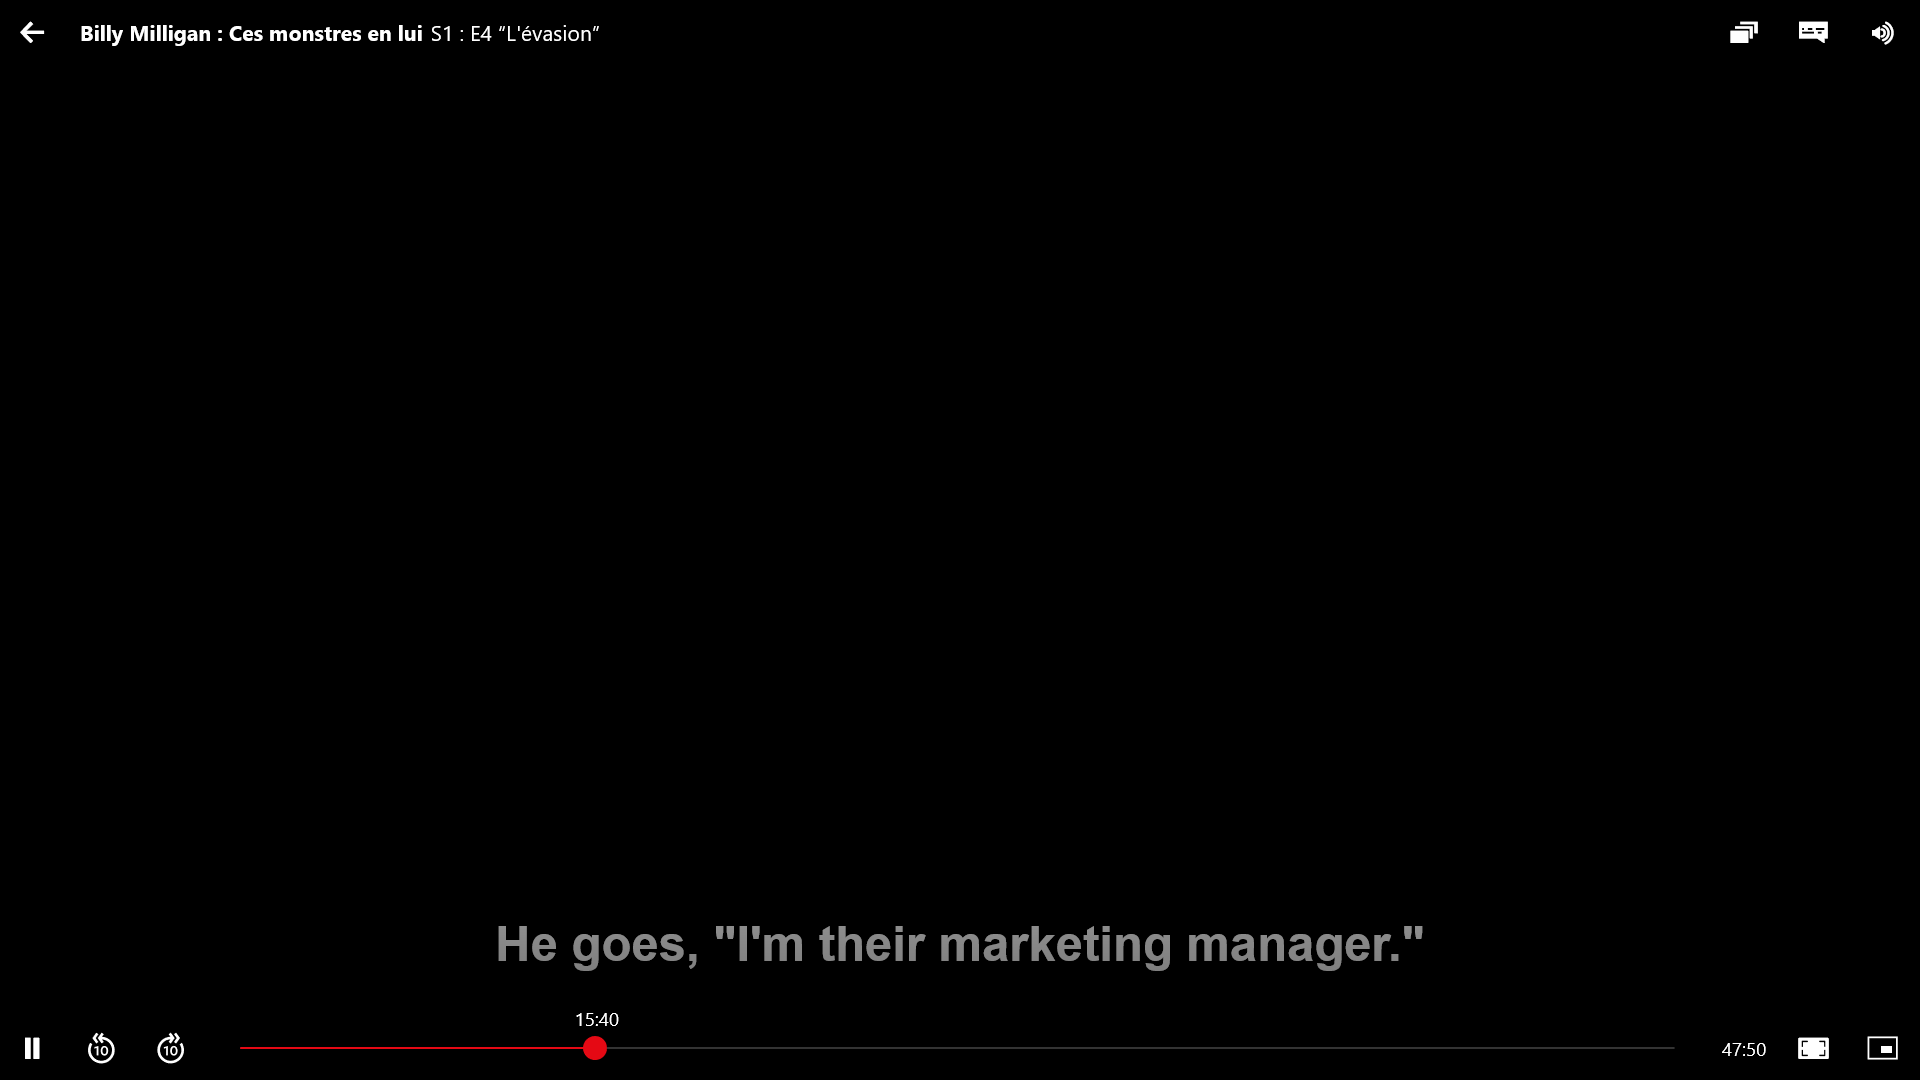 Billy Milligan : Ces monstres en lui S1 : E4 “L'évasion”
He goes, "I'm their marketing manager."
15:40
10 10 47:50